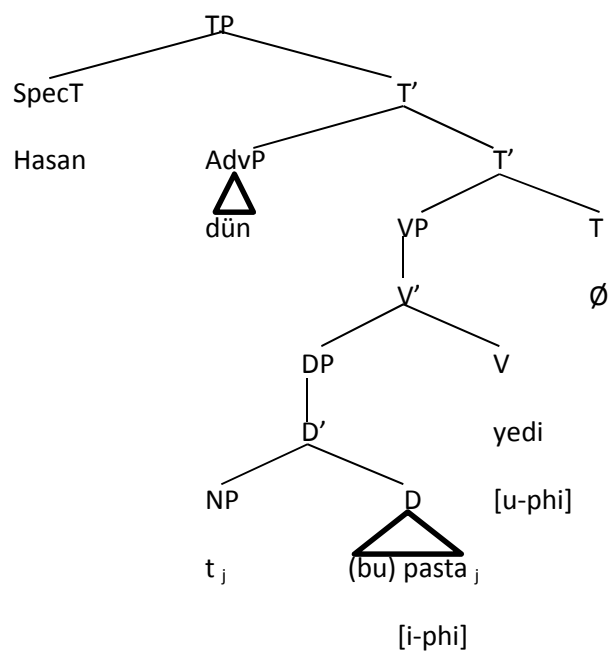 TP
SpecT T’
Hasan AdvP T’
dün VP T
V’ Ø
DP V
D’ yedi
NP D [u-phi]
t j (bu) pasta j
[i-phi]